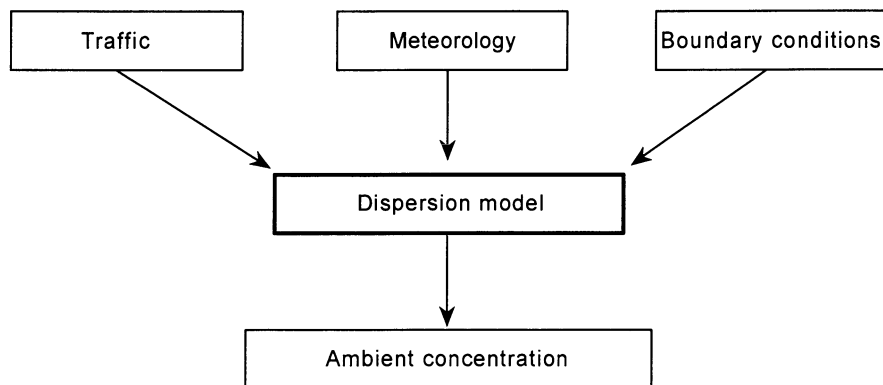 Traffic
Meteorology
Boundary conditions
Dispersion model
Ambient concentration